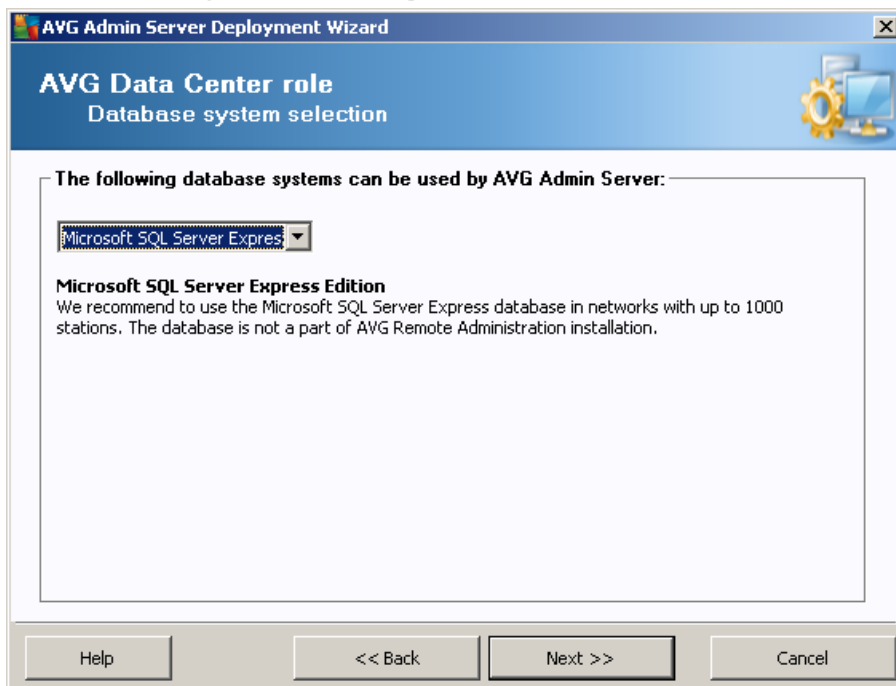 AVG Admin Server Deployment Wizard
AVG Data Center role
Database system selection
The following database systems can be used by AVG Admin Server:
Microsoft SQL Server Expres
Microsoft SQL Server Express Edition
We recommend to use the Microsoft SQL Server Express database in networks with up to 1000
stations. The database is not a part of AVG Remote Administration installation.
Help
<< Back
Next >>
Cancel